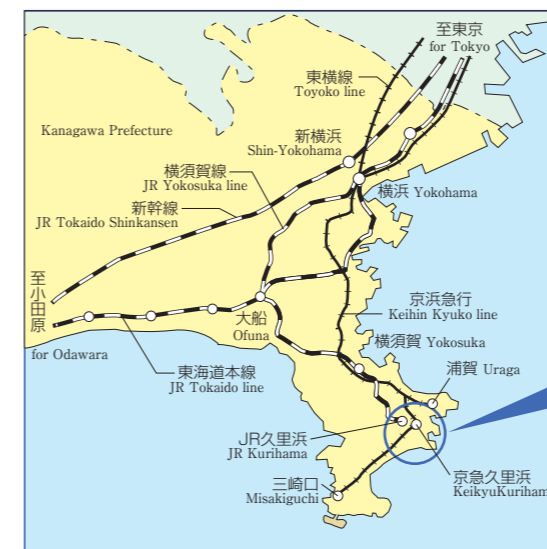 至東京
for Tokyo
東横線
Toyoko line
Kanagawa Prefecture
新横浜
Shin-Yokohama
横須賀線
JR Yokosuka line
横浜 Yokohama
新幹線
JR Tokaido Shinkansen
至小田原
for Odawara
大船
Ofuna
京浜急行
Keihin Kyuko line
横須賀 Yokosuka
東海道本線
JR Tokaido line
浦賀 Uraga
JR久里浜
JR Kurihama
京急久里浜
KeikyuKuriham
三崎口
Misakiguchi